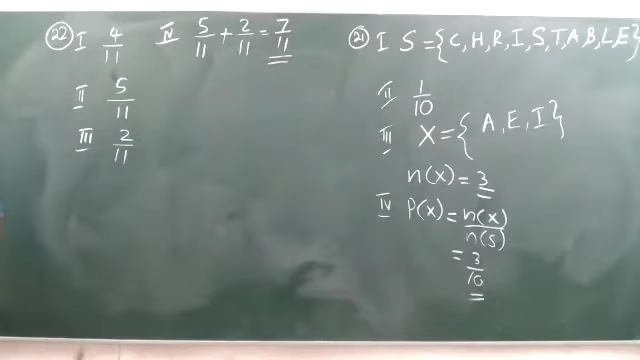 22 I 4/11 IV 5/11 + 2/11 = 7/11
II 5/11
III 2/11
21 I S = {C, H, R, I, S, T, A, B, L, E}
II 1/10
III X = {A, E, I}
n(x) = 3
IV P(x) = n(x)/n(s)
= 3/10